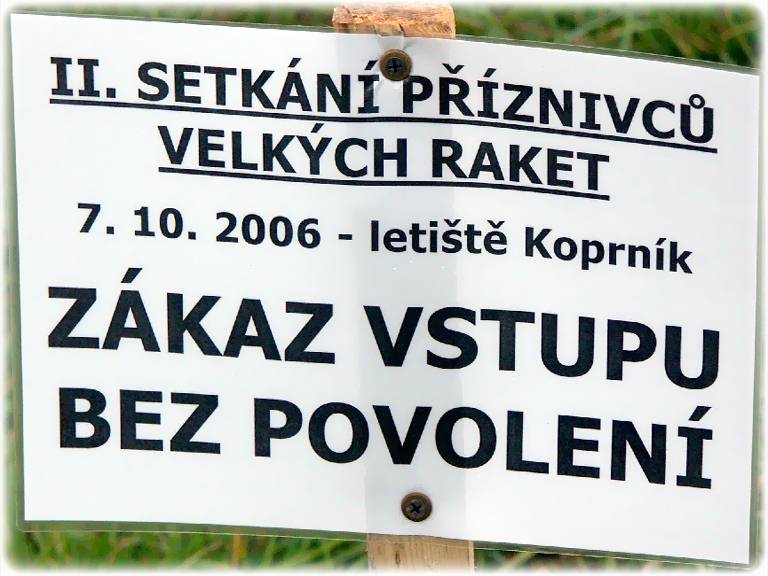 II. SETKÁNÍ PŘÍZNIVCŮ
VELKÝCH RAKET
7. 10. 2006 - letiště Koprník
ZÁKAZ VSTUPU
BEZ POVOLENÍ